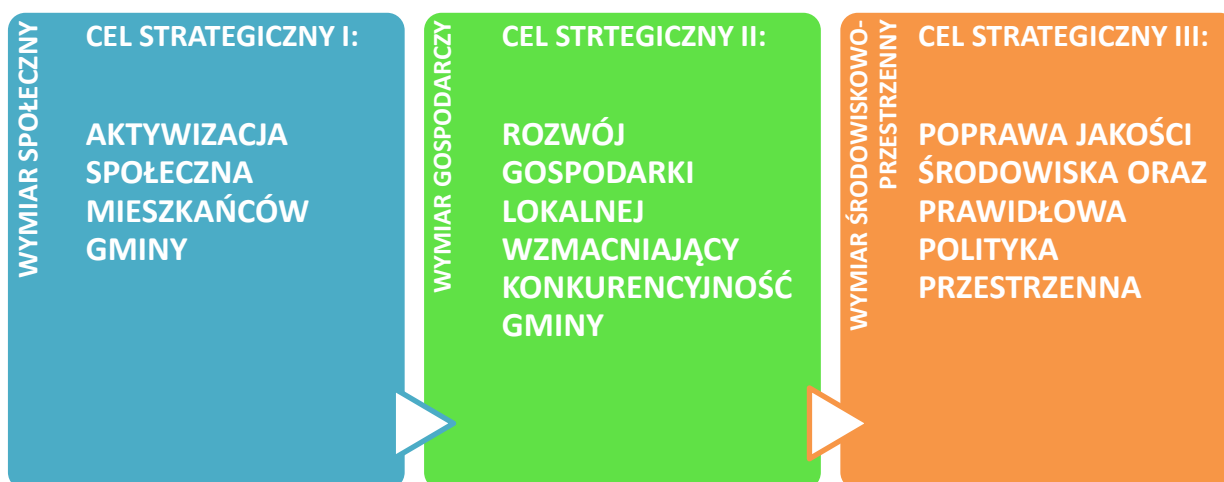 WYMIAR SPOŁECZNY
CEL STRATEGICZNY I:
AKTYWIZACJA
SPOŁECZNA
MIESZKAŃCÓW
GMINY
WYMIAR GOSPODARCZY
CEL STRTEGICZNY II:
ROZWÓJ
GOSPODARKI
LOKALNEJ
WZMACNIAJĄCY
KONKURENCYJNOŚĆ
GMINY
WYMIAR ŚRODOWISKOWO-
PRZESTRZENNY
CEL STRATEGICZNY III:
POPRAWA JAKOŚCI
ŚRODOWISKA ORAZ
PRAWIDŁOWA
POLITYKA
PRZESTRZENNA